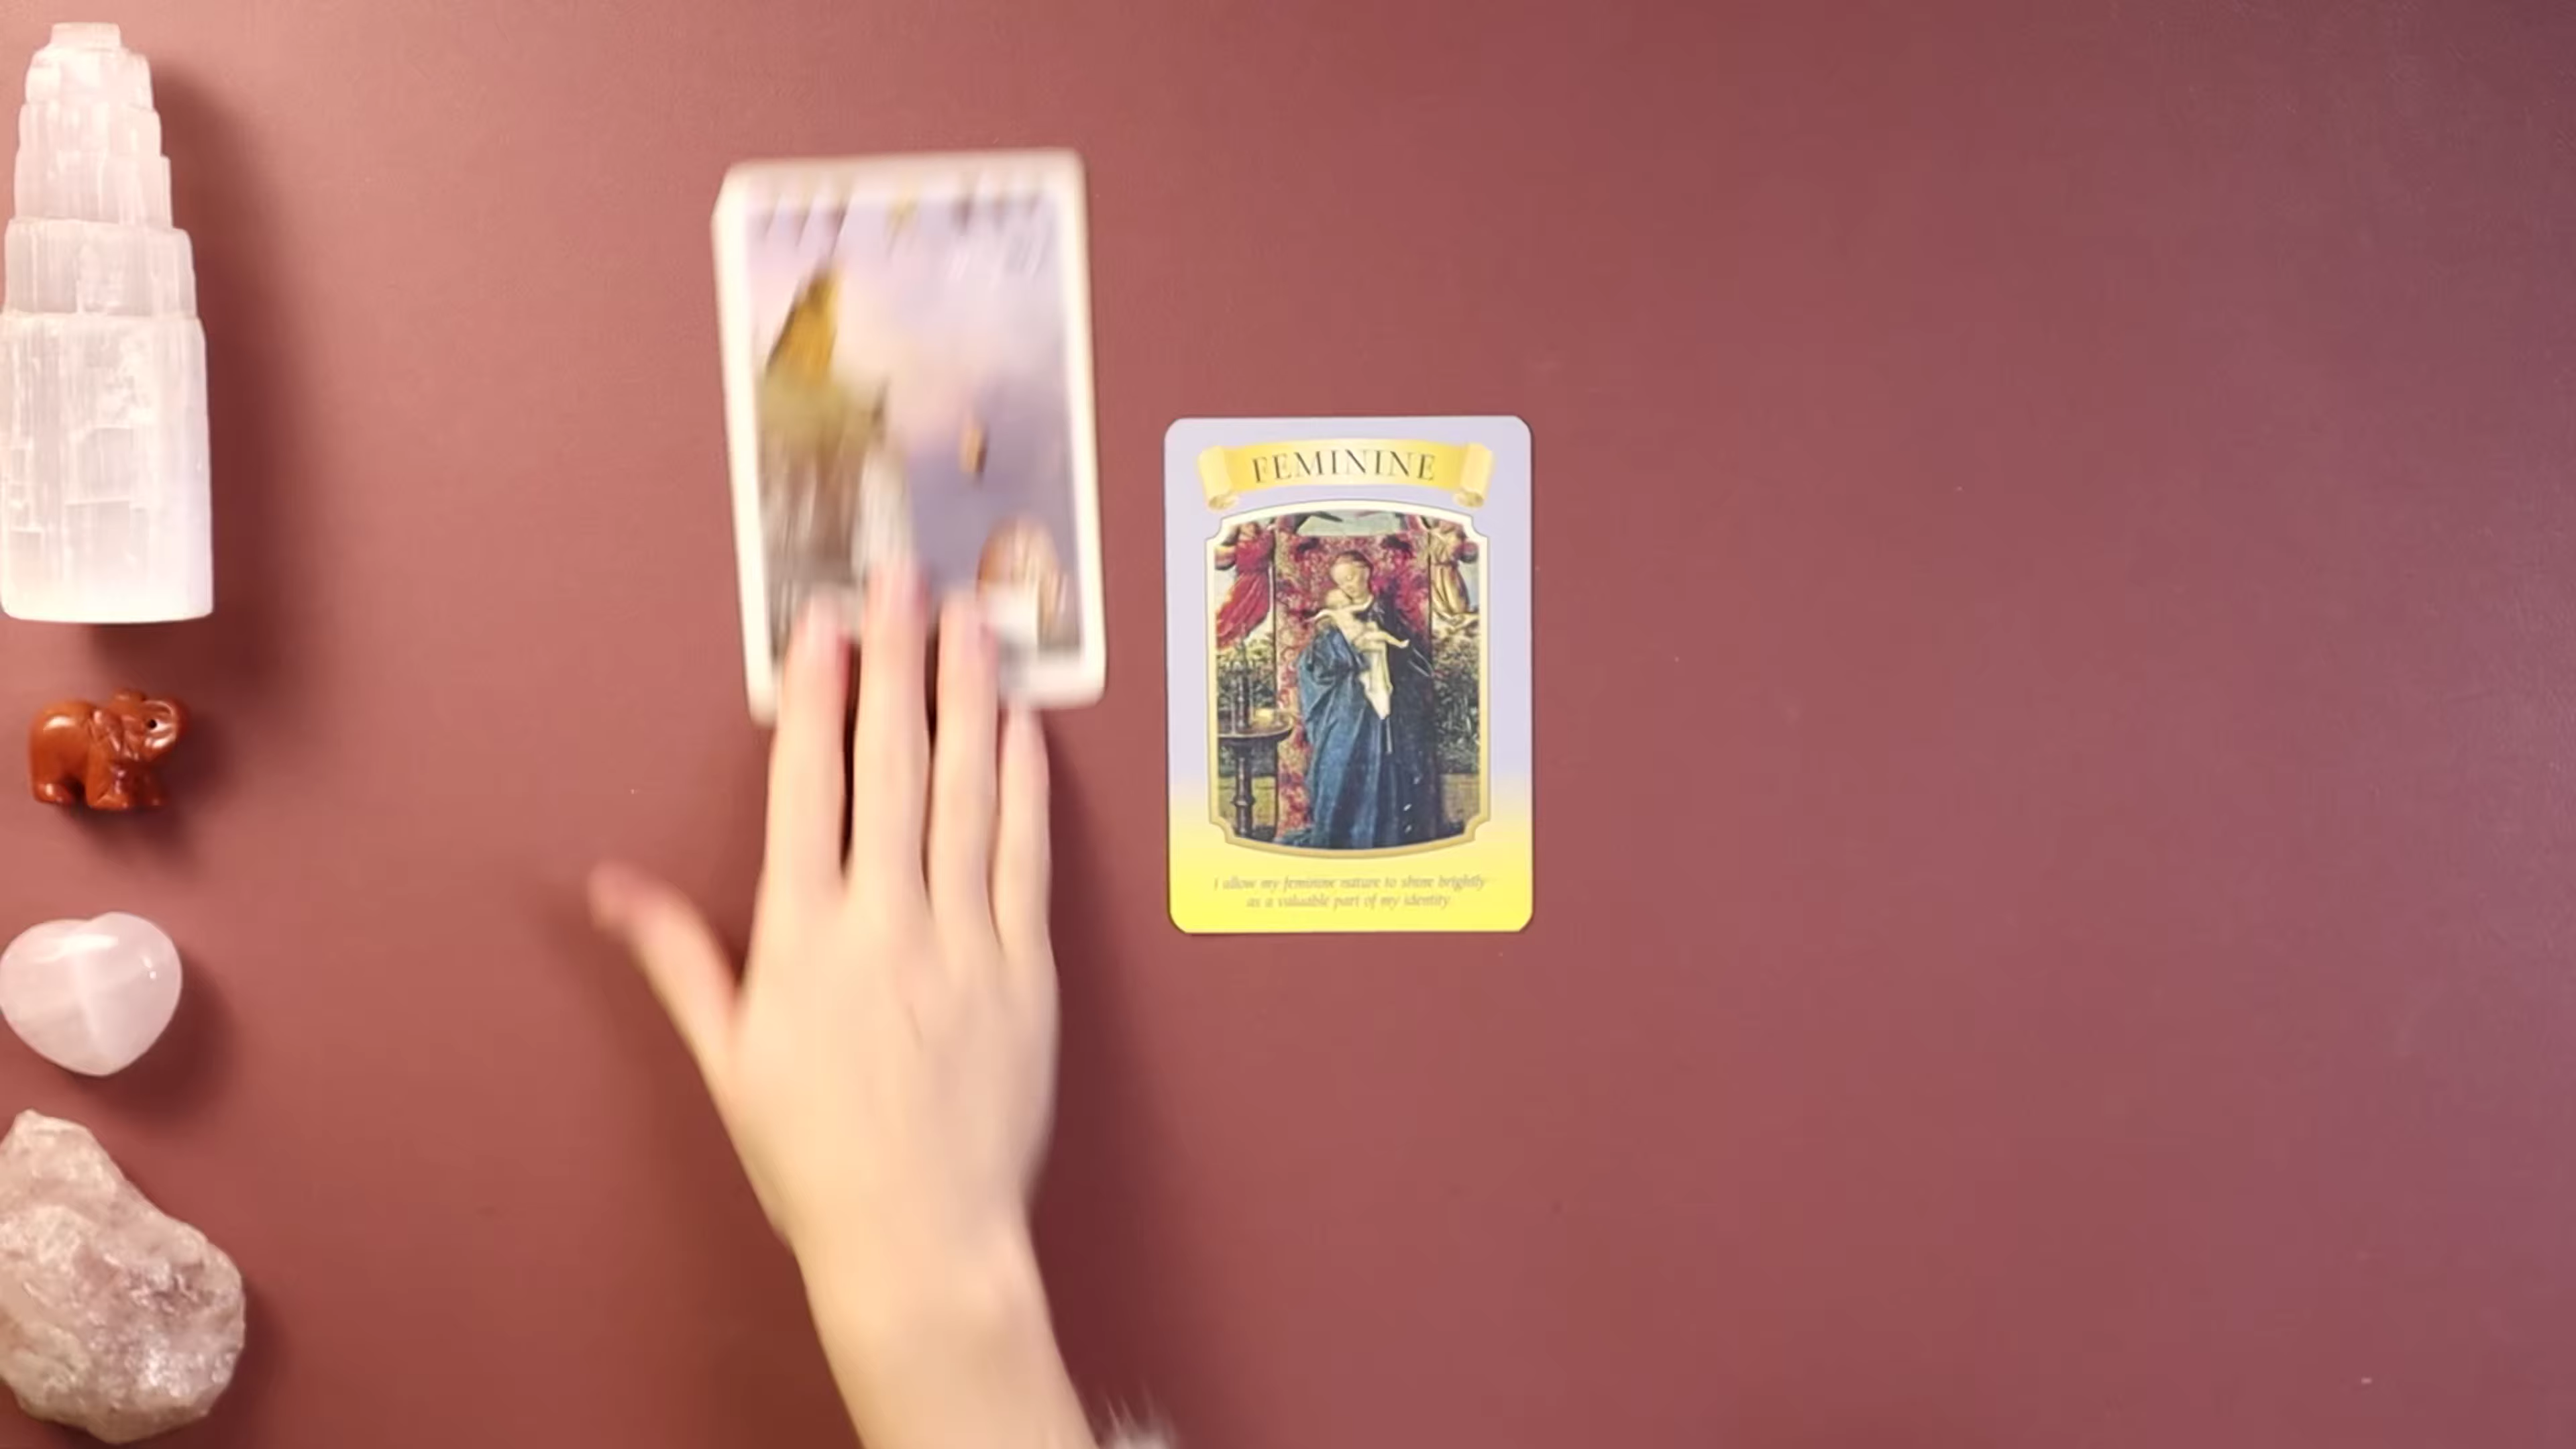 FEMININE
I allow my feminine nature to shine brightly
as a valuable part of my identity.